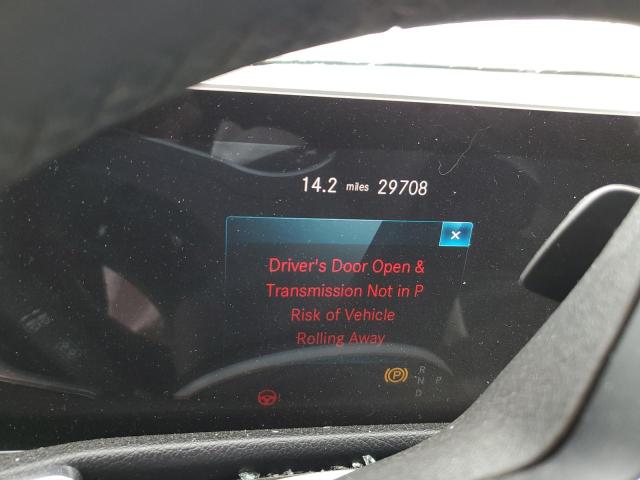 14.2 miles 29708
×
Driver's Door Open &
Transmission Not in P
Risk of Vehicle
Rolling Away
P R
N P
D